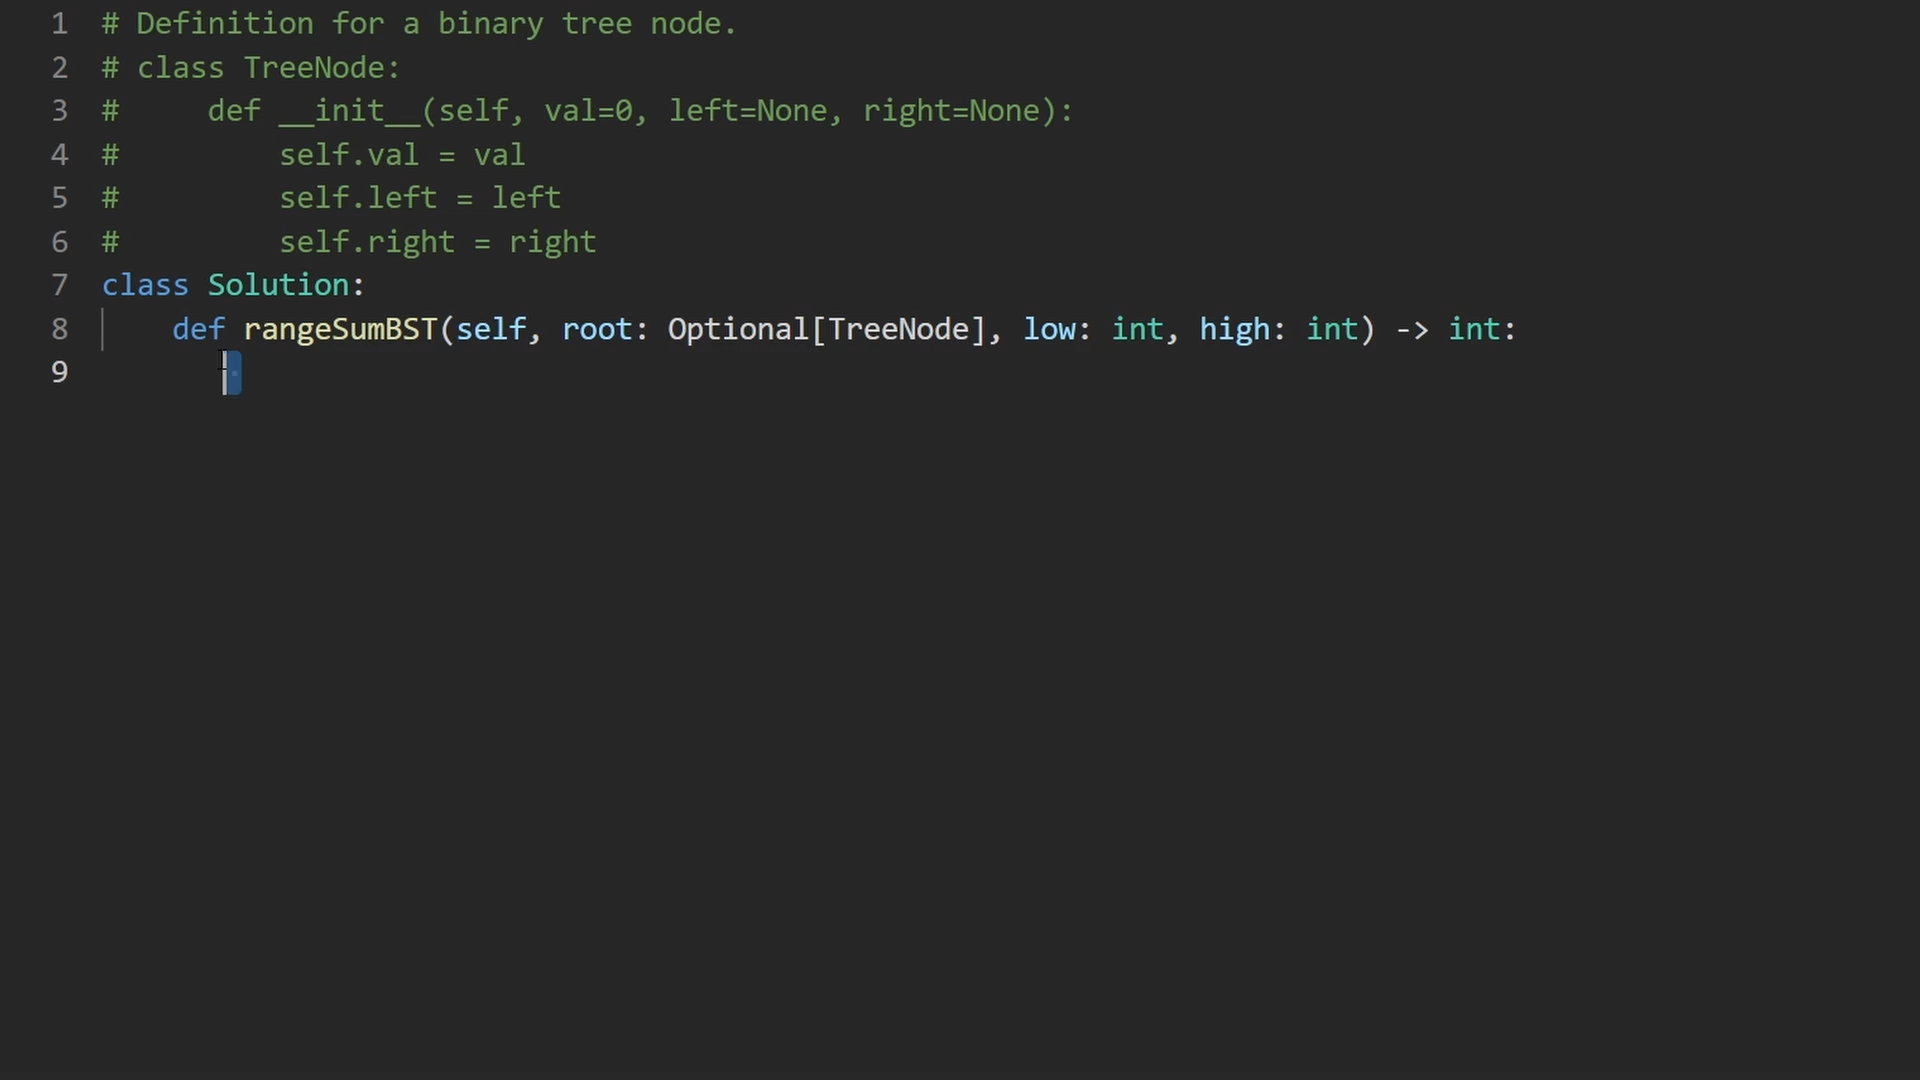 1 # Definition for a binary tree node.
2 # class TreeNode:
3 #     def __init__(self, val=0, left=None, right=None):
4 #         self.val = val
5 #         self.left = left
6 #         self.right = right
7 class Solution:
8     def rangeSumBST(self, root: Optional[TreeNode], low: int, high: int) -> int:
9